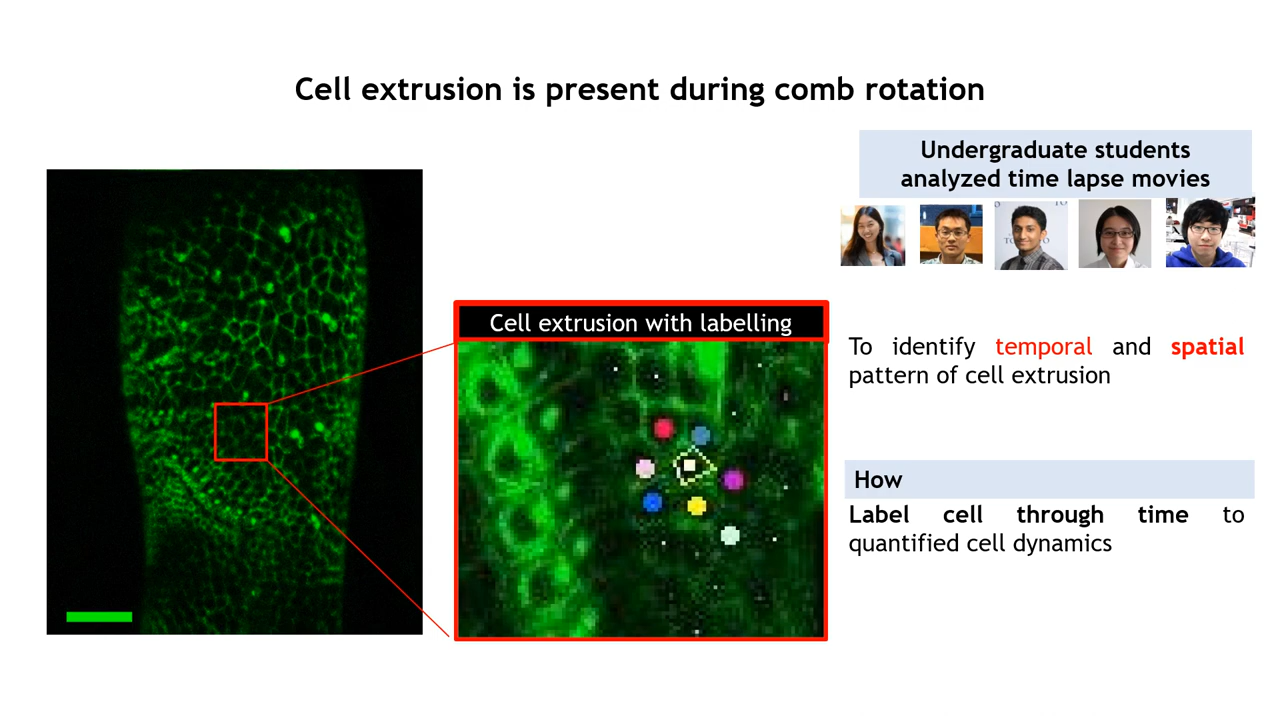 Cell extrusion is present during comb rotation
Undergraduate students
analyzed time lapse movies
Cell extrusion with labelling
To identify temporal and spatial
pattern of cell extrusion
How
Label cell through time to
quantified cell dynamics